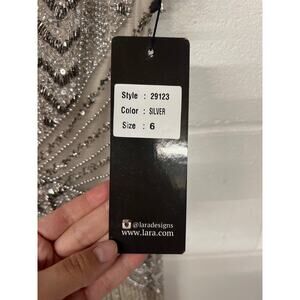 Style : 29123
Color : SILVER
Size : 6
@laradesigns
www.lara.com